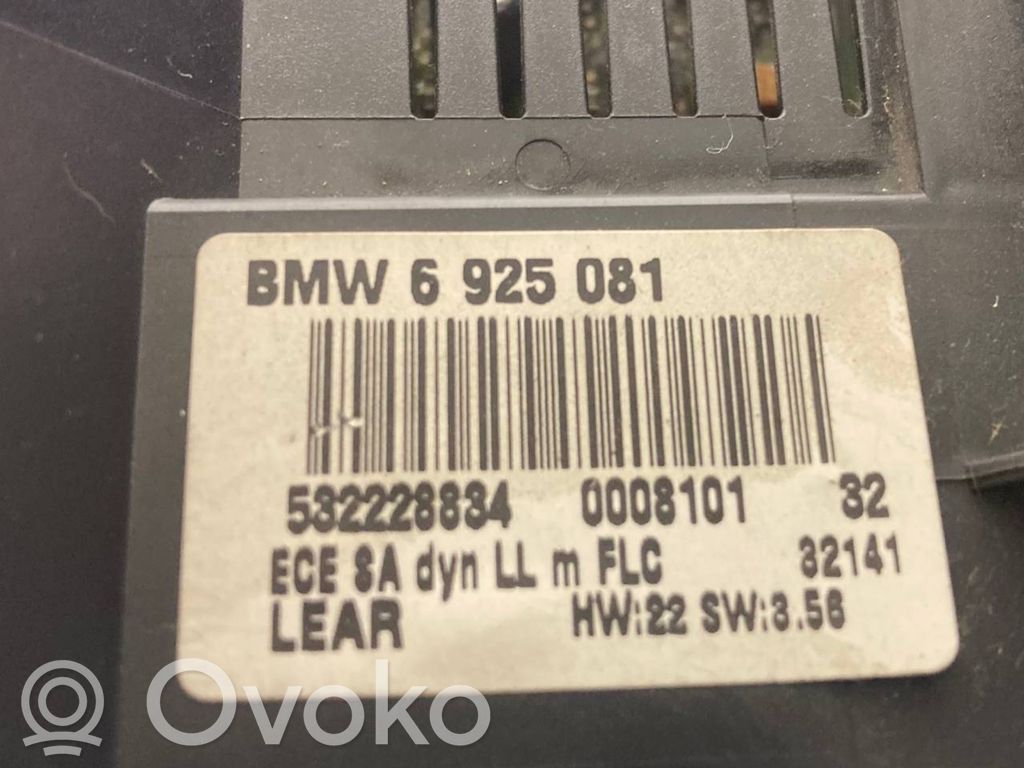 BMW 6 925 081
532228834 0008101 32
ECE SA dyn LL m FLC 32141
LEAR HW:22 SW:3.56
Ovoko